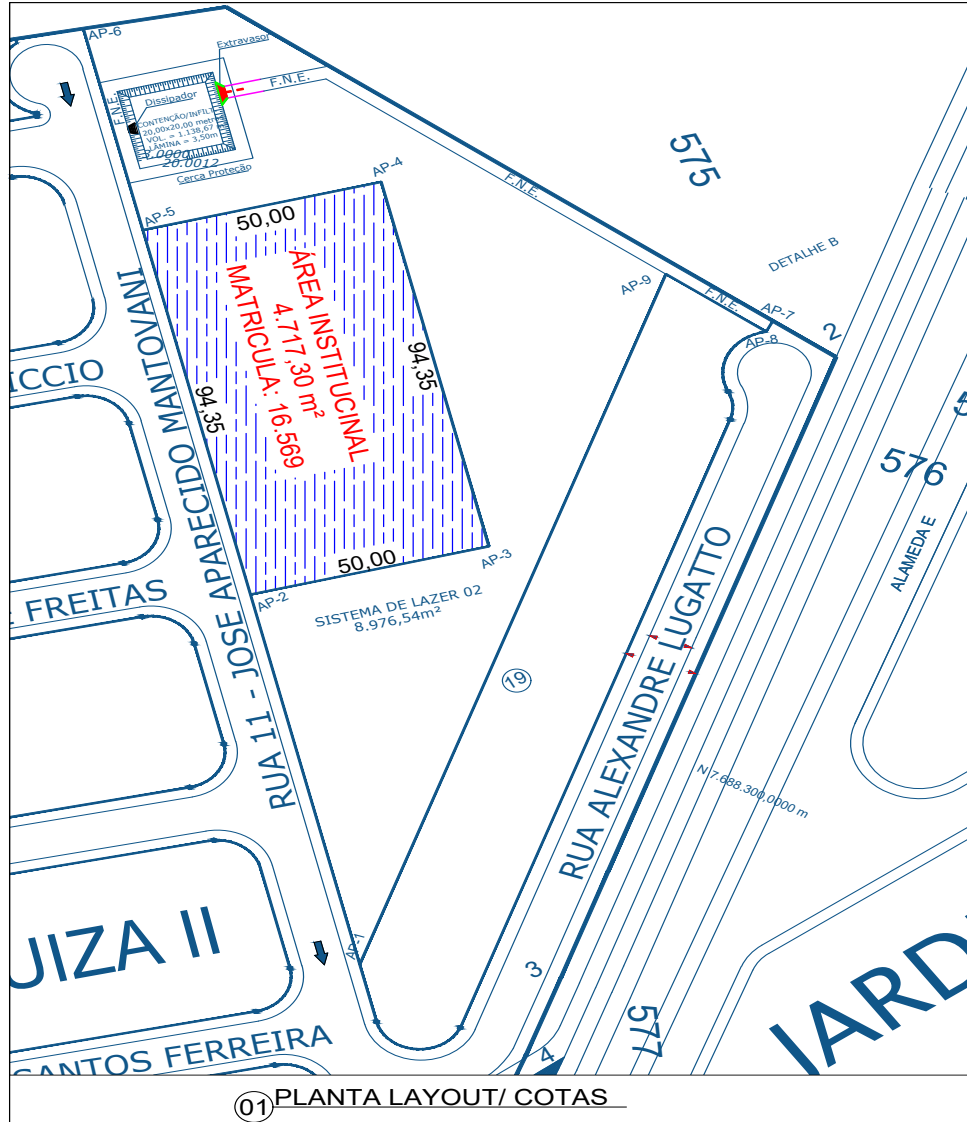 AP-6
Extravasor
F.N.E.
F.N.E.
Dissipador
CONTENÇÃO/INFILT
20,00x20,00 metr
VOL. = 1.138,67
LÂMINA = 3,50m
20.0012
Cerca Proteção
575
AP-4
F.N.E.
AP-5
50,00
DETALHE B
AP-9
F.N.E.
AP-7
2
AP-8
ÁREA INSTITUCINAL
4.717,30 m²
MATRICULA: 16.569
94,35
94,35
ICCIO
RUA 11 - JOSE APARECIDO MANTOVANI
576
ALAMEDA E
50,00
AP-3
AP-2
FREITAS
SISTEMA DE LAZER 02
8.976,54m²
19
RUA ALEXANDRE LUGATTO
N 7.688.300,0000 m
UIZA II
AP-1
3
577
JARD
SANTOS FERREIRA
4
01 PLANTA LAYOUT/ COTAS